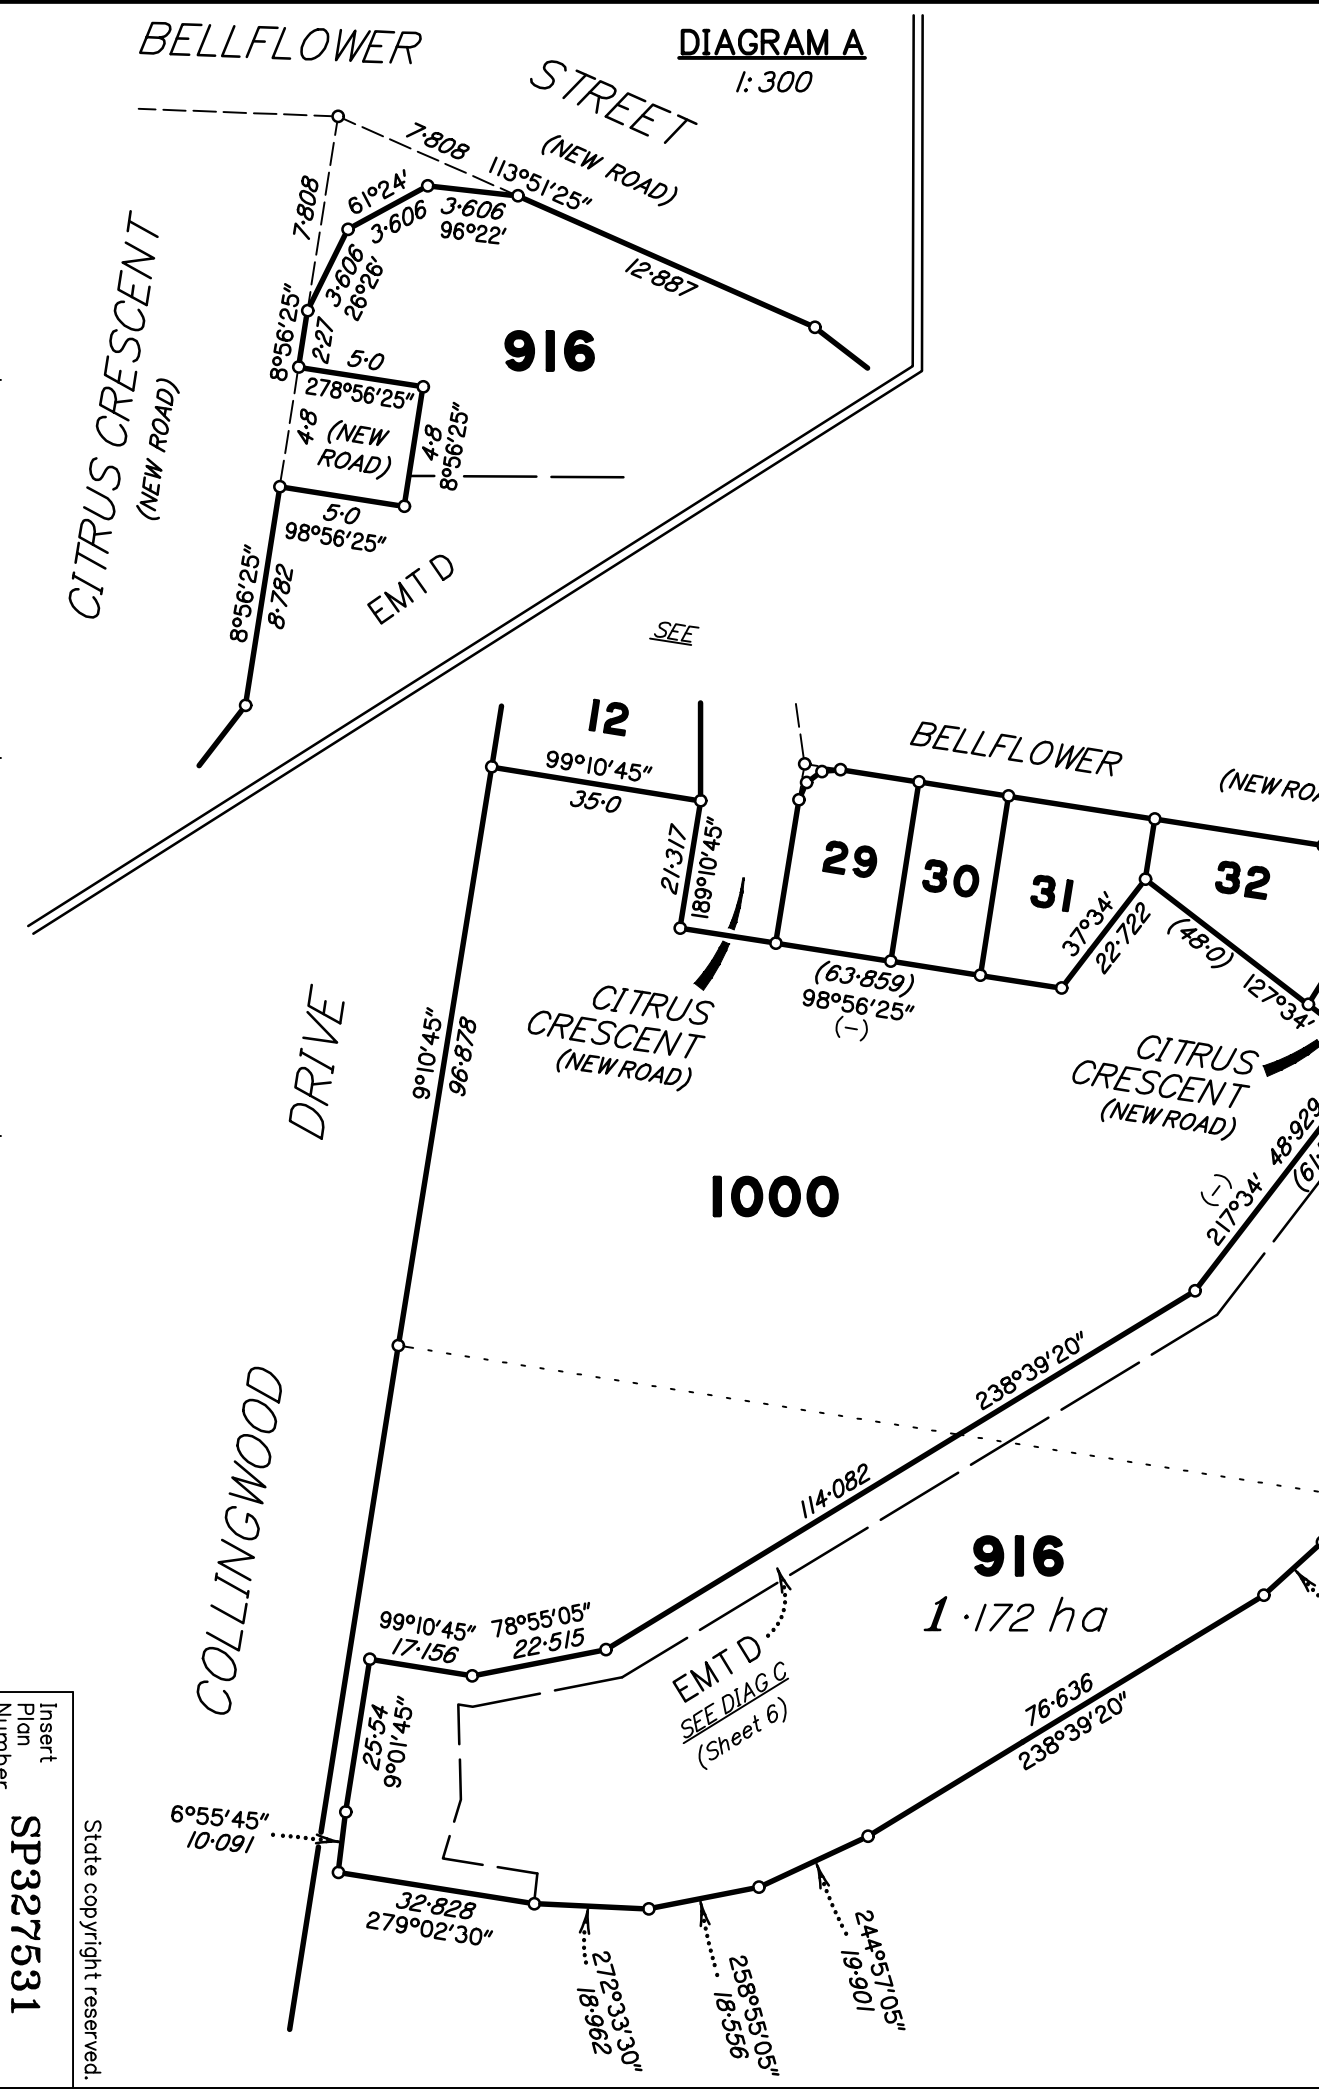 BELLFLOWER
STREET
(NEW ROAD)
DIAGRAM A
1:300
7·808
113°51'25"
7·808
61°24'
3·606
3·606
96°22'
3·606
26°26'
12·887
CITRUS CRESCENT
(NEW ROAD)
8°56'25"
2·27
916
5·0
278°56'25"
4·8
(NEW
ROAD)
4·8
8°56'25"
5·0
98°56'25"
8°56'25"
8·782
EMT D
SEE
12
99°10'45"
35·0
BELLFLOWER
21·317
189°10'45"
29
30
31
32
37°34'
22·722
(48·0)
127°34'
(63·859)
98°56'25"
(-)
CITRUS
CRESCENT
(NEW ROAD)
CITRUS
CRESCENT
(NEW ROAD)
DRIVE
9°10'45"
96·878
1000
48·929
(-)
217°34'
238°39'20"
114·082
COLLINGWOOD
916
1·172 ha
99°10'45"
17·156
78°55'05"
22·515
EMT D
SEE DIAG C
(Sheet 6)
76·636
238°39'20"
25·54
9°01'45"
6°55'45"
10·091
32·828
279°02'30"
272°33'30"
18·962
258°55'05"
18·556
244°57'05"
19·901
Insert
Plan
Number
SP327531
State copyright reserved.